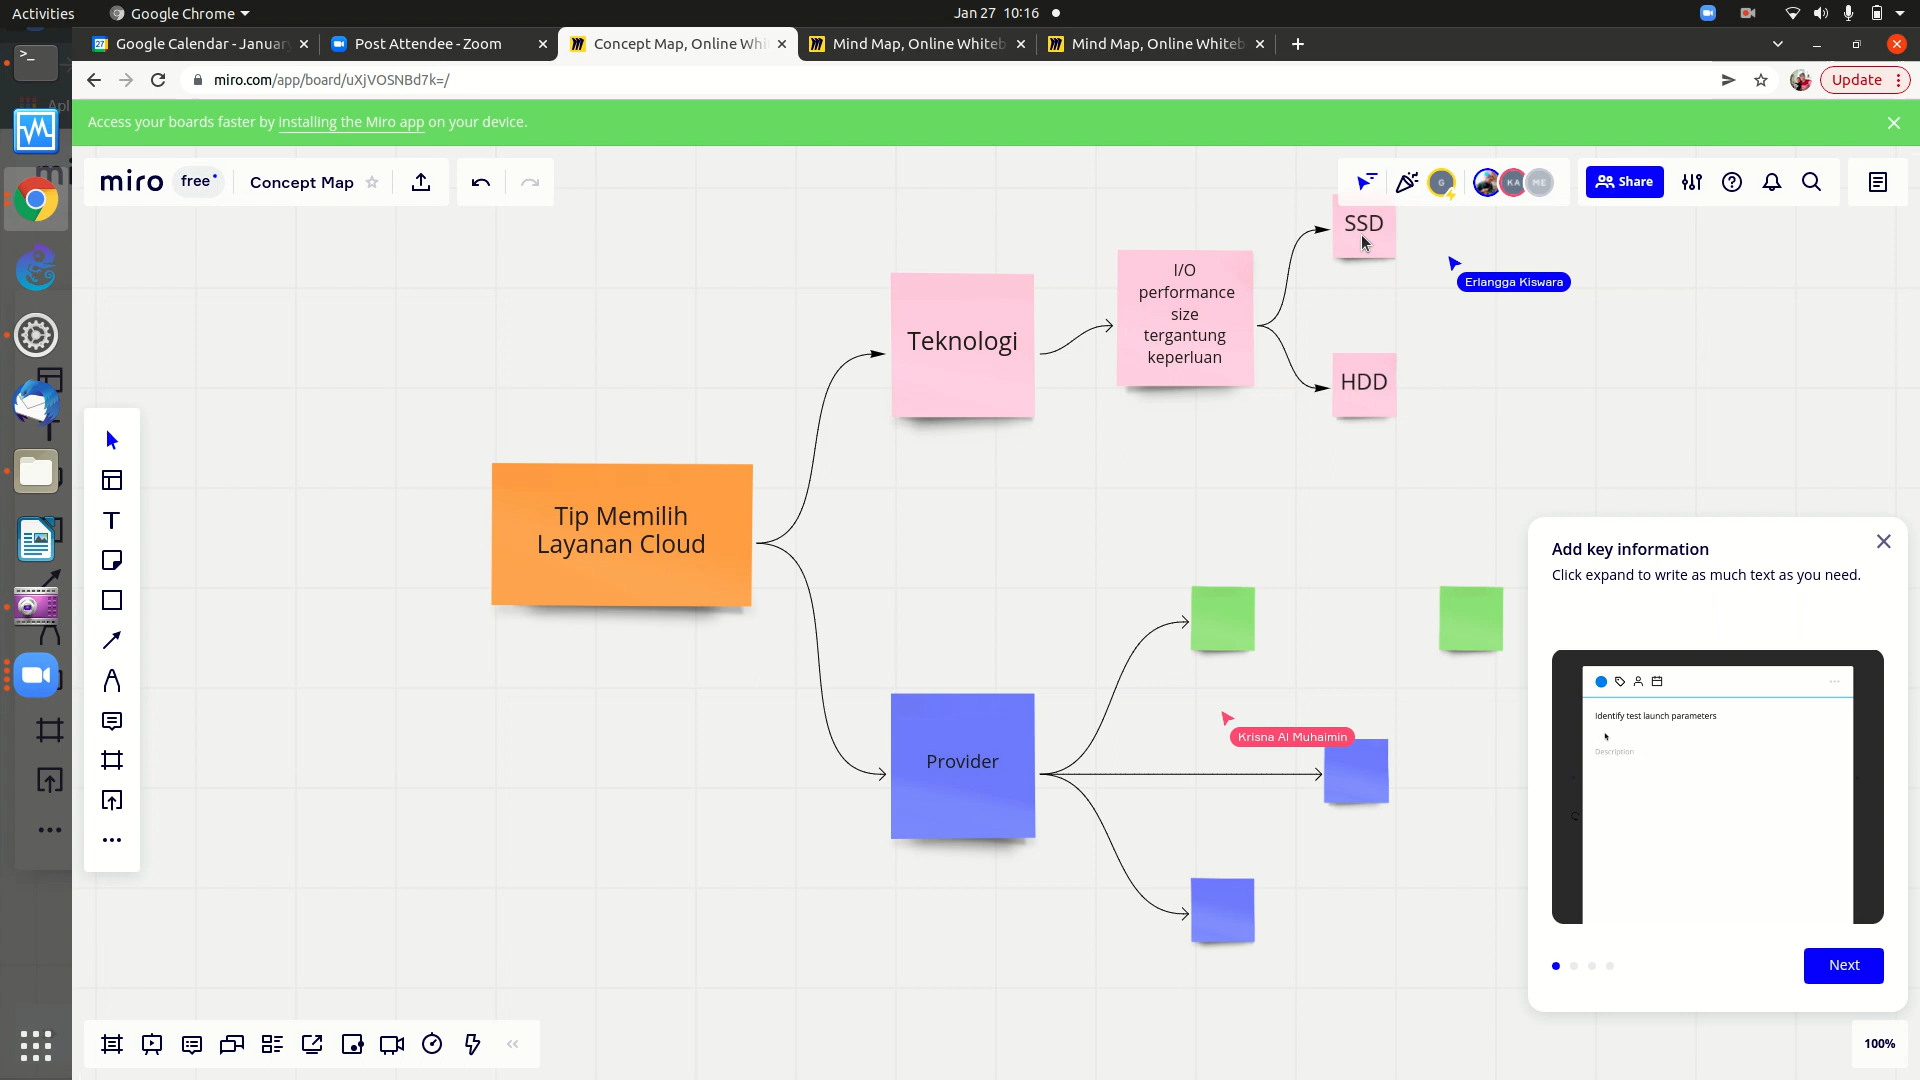 Activities
Google Chrome
Jan 27 10:16
Google Calendar - Januar
Post Attendee - Zoom
Concept Map, Online Whi
Mind Map, Online Whiteb
Mind Map, Online Whiteb
miro.com/app/board/uXjVOSNBd7k=/
Update
Access your boards faster by installing the Miro app on your device.
miro
free
Concept Map
G
KA
ME
Share
SSD
Erlangga Kiswara
I/O
performance
size
tergantung
keperluan
Teknologi
HDD
Tip Memilih
Layanan Cloud
Add key information
Click expand to write as much text as you need.
Identify test launch parameters
Description
Krisna Al Muhaimin
Provider
Next
100%